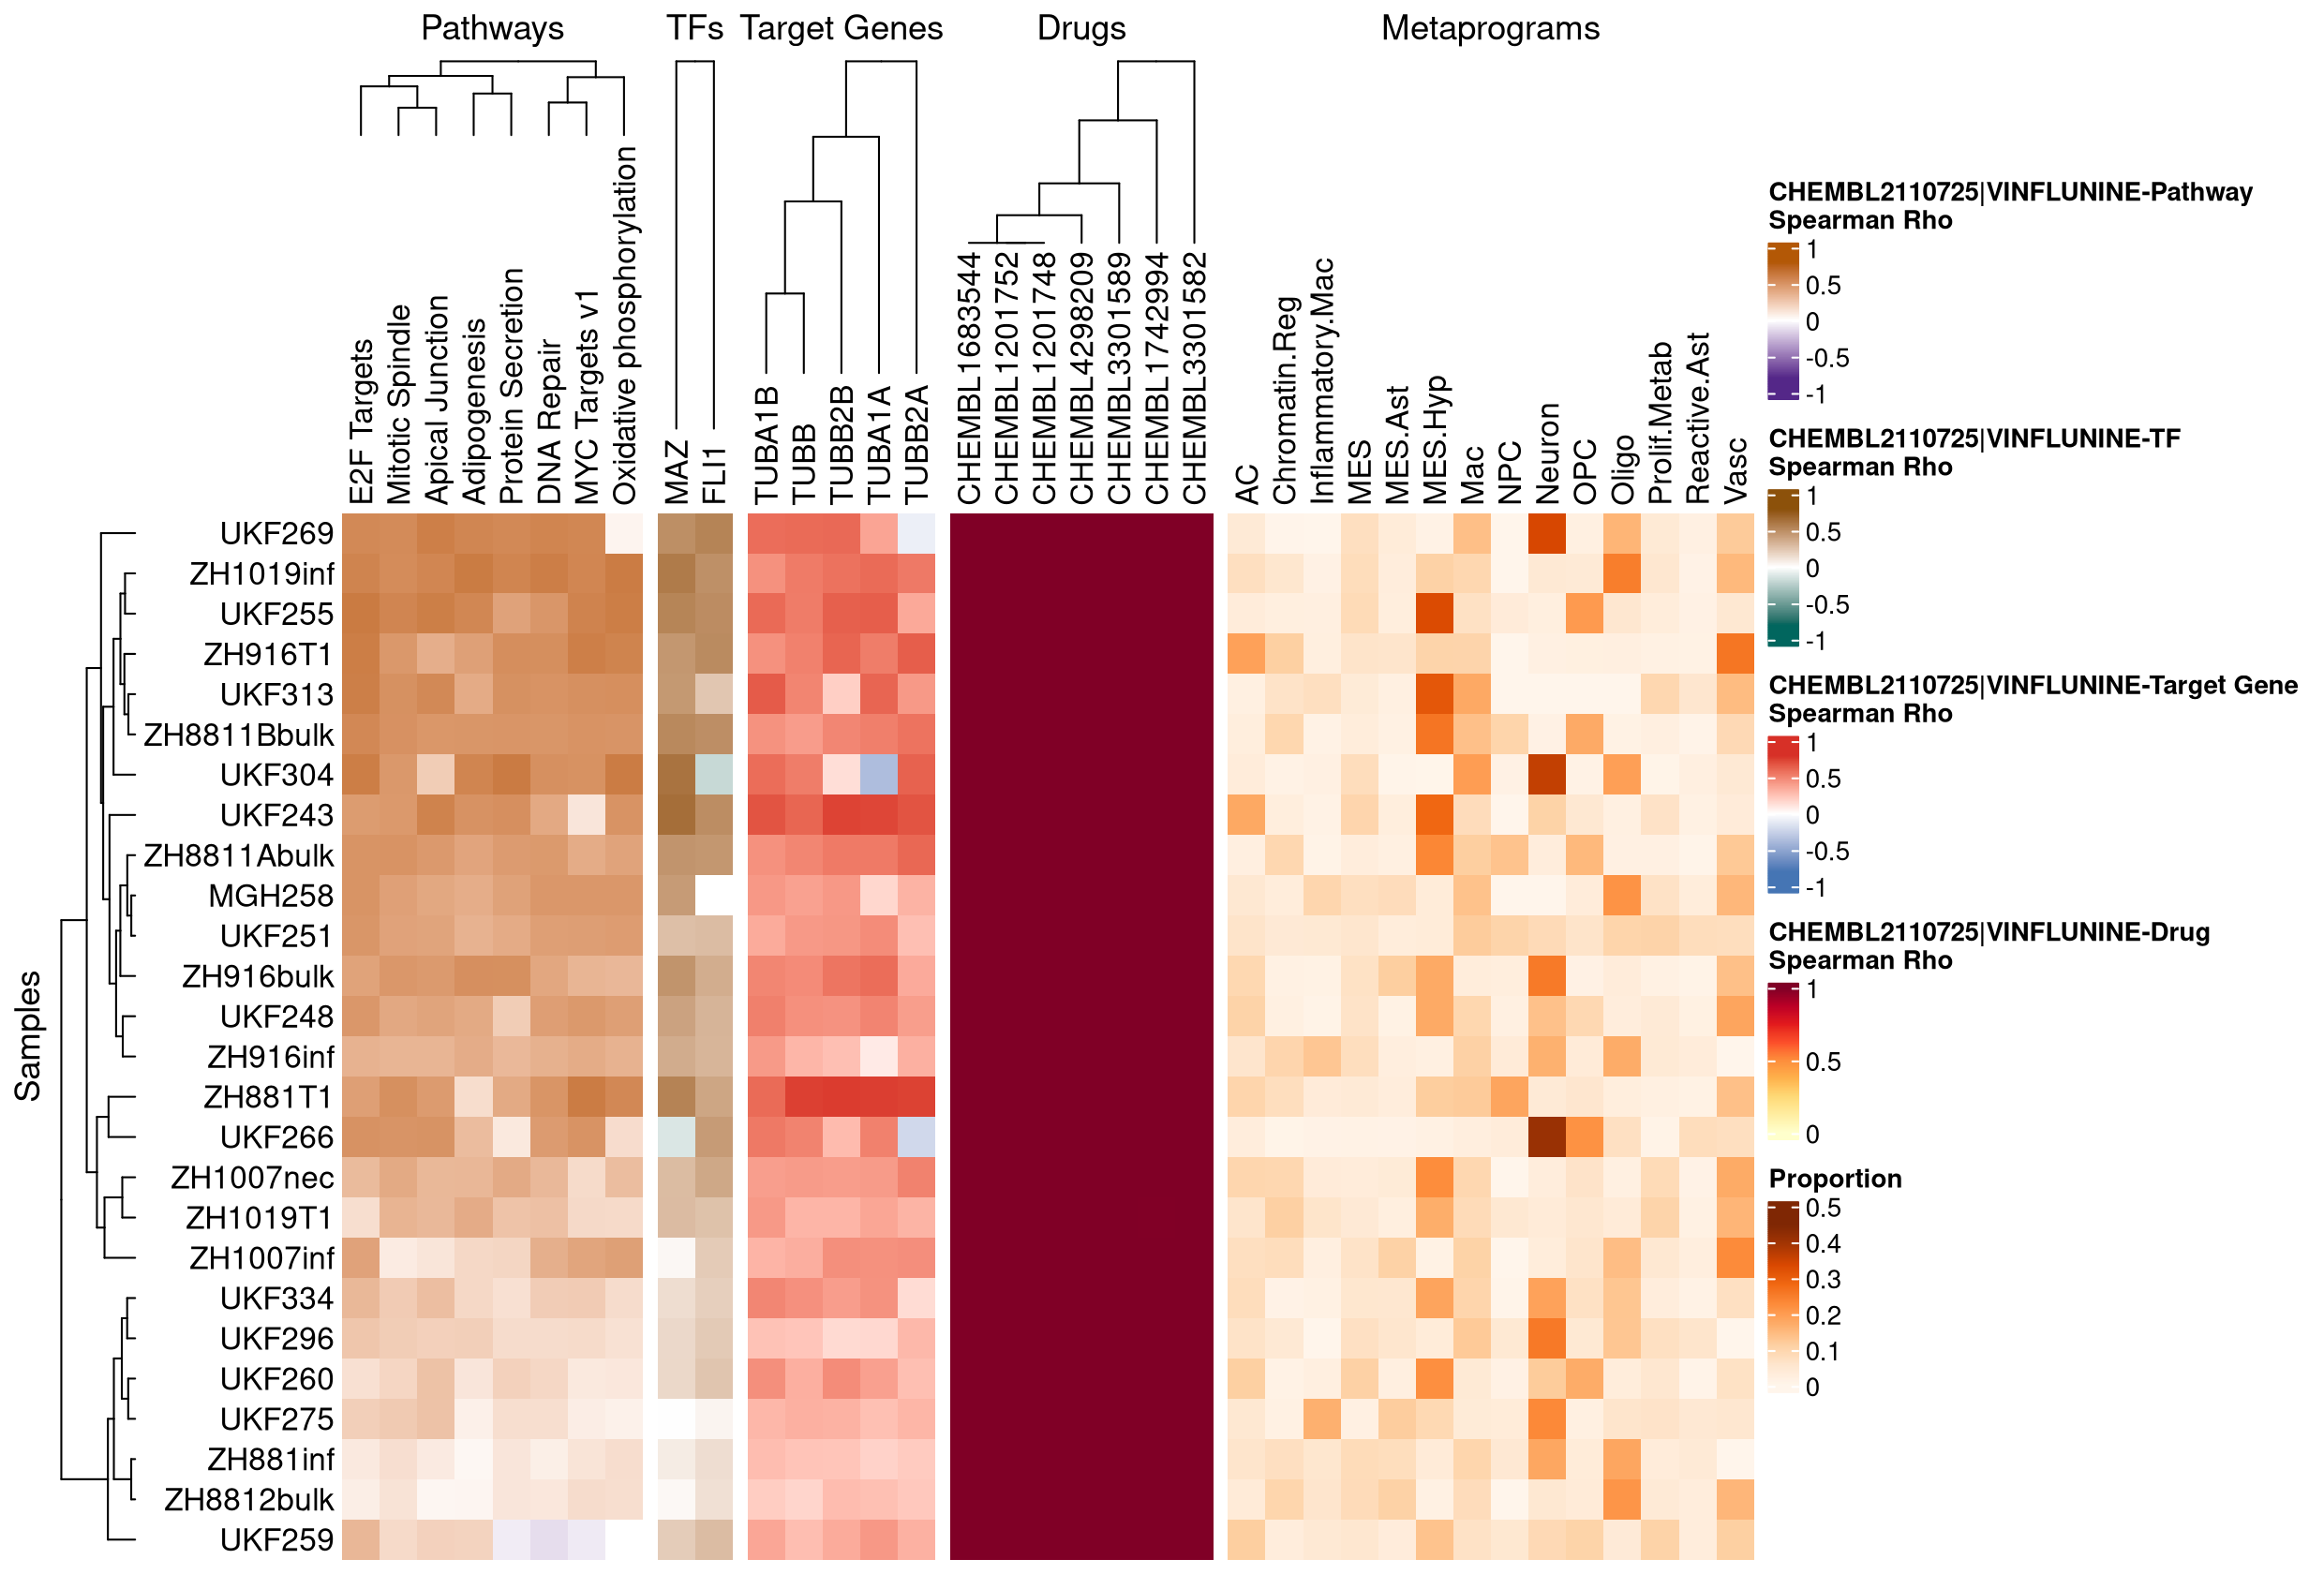 Pathways
TFs
Target Genes
Drugs
Metaprograms
E2F Targets
Mitotic Spindle
Apical Junction
Adipogenesis
Protein Secretion
DNA Repair
MYC Targets v1
Oxidative phosphorylation
MAZ
FLI1
TUBA1B
TUBB
TUBB2B
TUBA1A
TUBB2A
CHEMBL1683544
CHEMBL1201752
CHEMBL1201748
CHEMBL4298209
CHEMBL3301589
CHEMBL1742994
CHEMBL3301582
AC
Chromatin.Reg
Inflammatory.Mac
MES
MES.Ast
MES.Hyp
Mac
NPC
Neuron
OPC
Oligo
Prolif.Metab
Reactive.Ast
Vasc
Samples
UKF269
ZH1019inf
UKF255
ZH916T1
UKF313
ZH8811Bbulk
UKF304
UKF243
ZH8811Abulk
MGH258
UKF251
ZH916bulk
UKF248
ZH916inf
ZH881T1
UKF266
ZH1007nec
ZH1019T1
ZH1007inf
UKF334
UKF296
UKF260
UKF275
ZH881inf
ZH8812bulk
UKF259
CHEMBL2110725|VINFLUNINE-Pathway
Spearman Rho
1
0.5
0
-0.5
-1
CHEMBL2110725|VINFLUNINE-TF
Spearman Rho
1
0.5
0
-0.5
-1
CHEMBL2110725|VINFLUNINE-Target Gene
Spearman Rho
1
0.5
0
-0.5
-1
CHEMBL2110725|VINFLUNINE-Drug
Spearman Rho
1
0.5
0
Proportion
0.5
0.4
0.3
0.2
0.1
0